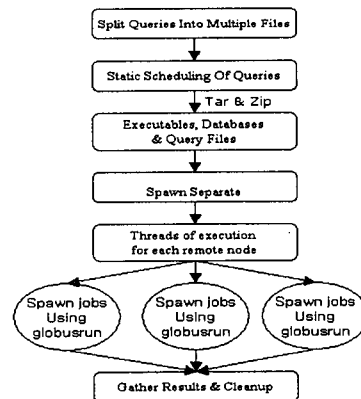 Split Queries Into Multiple Files
Static Scheduling Of Queries
Tar & Zip
Executables, Databases
& Query Files
Spawn Separate
Threads of execution
for each remote node
Spawn jobs
Using
globusrun
Spawn jobs
Using
globusrun
Spawn jobs
Using
globusrun
Gather Results & Cleanup